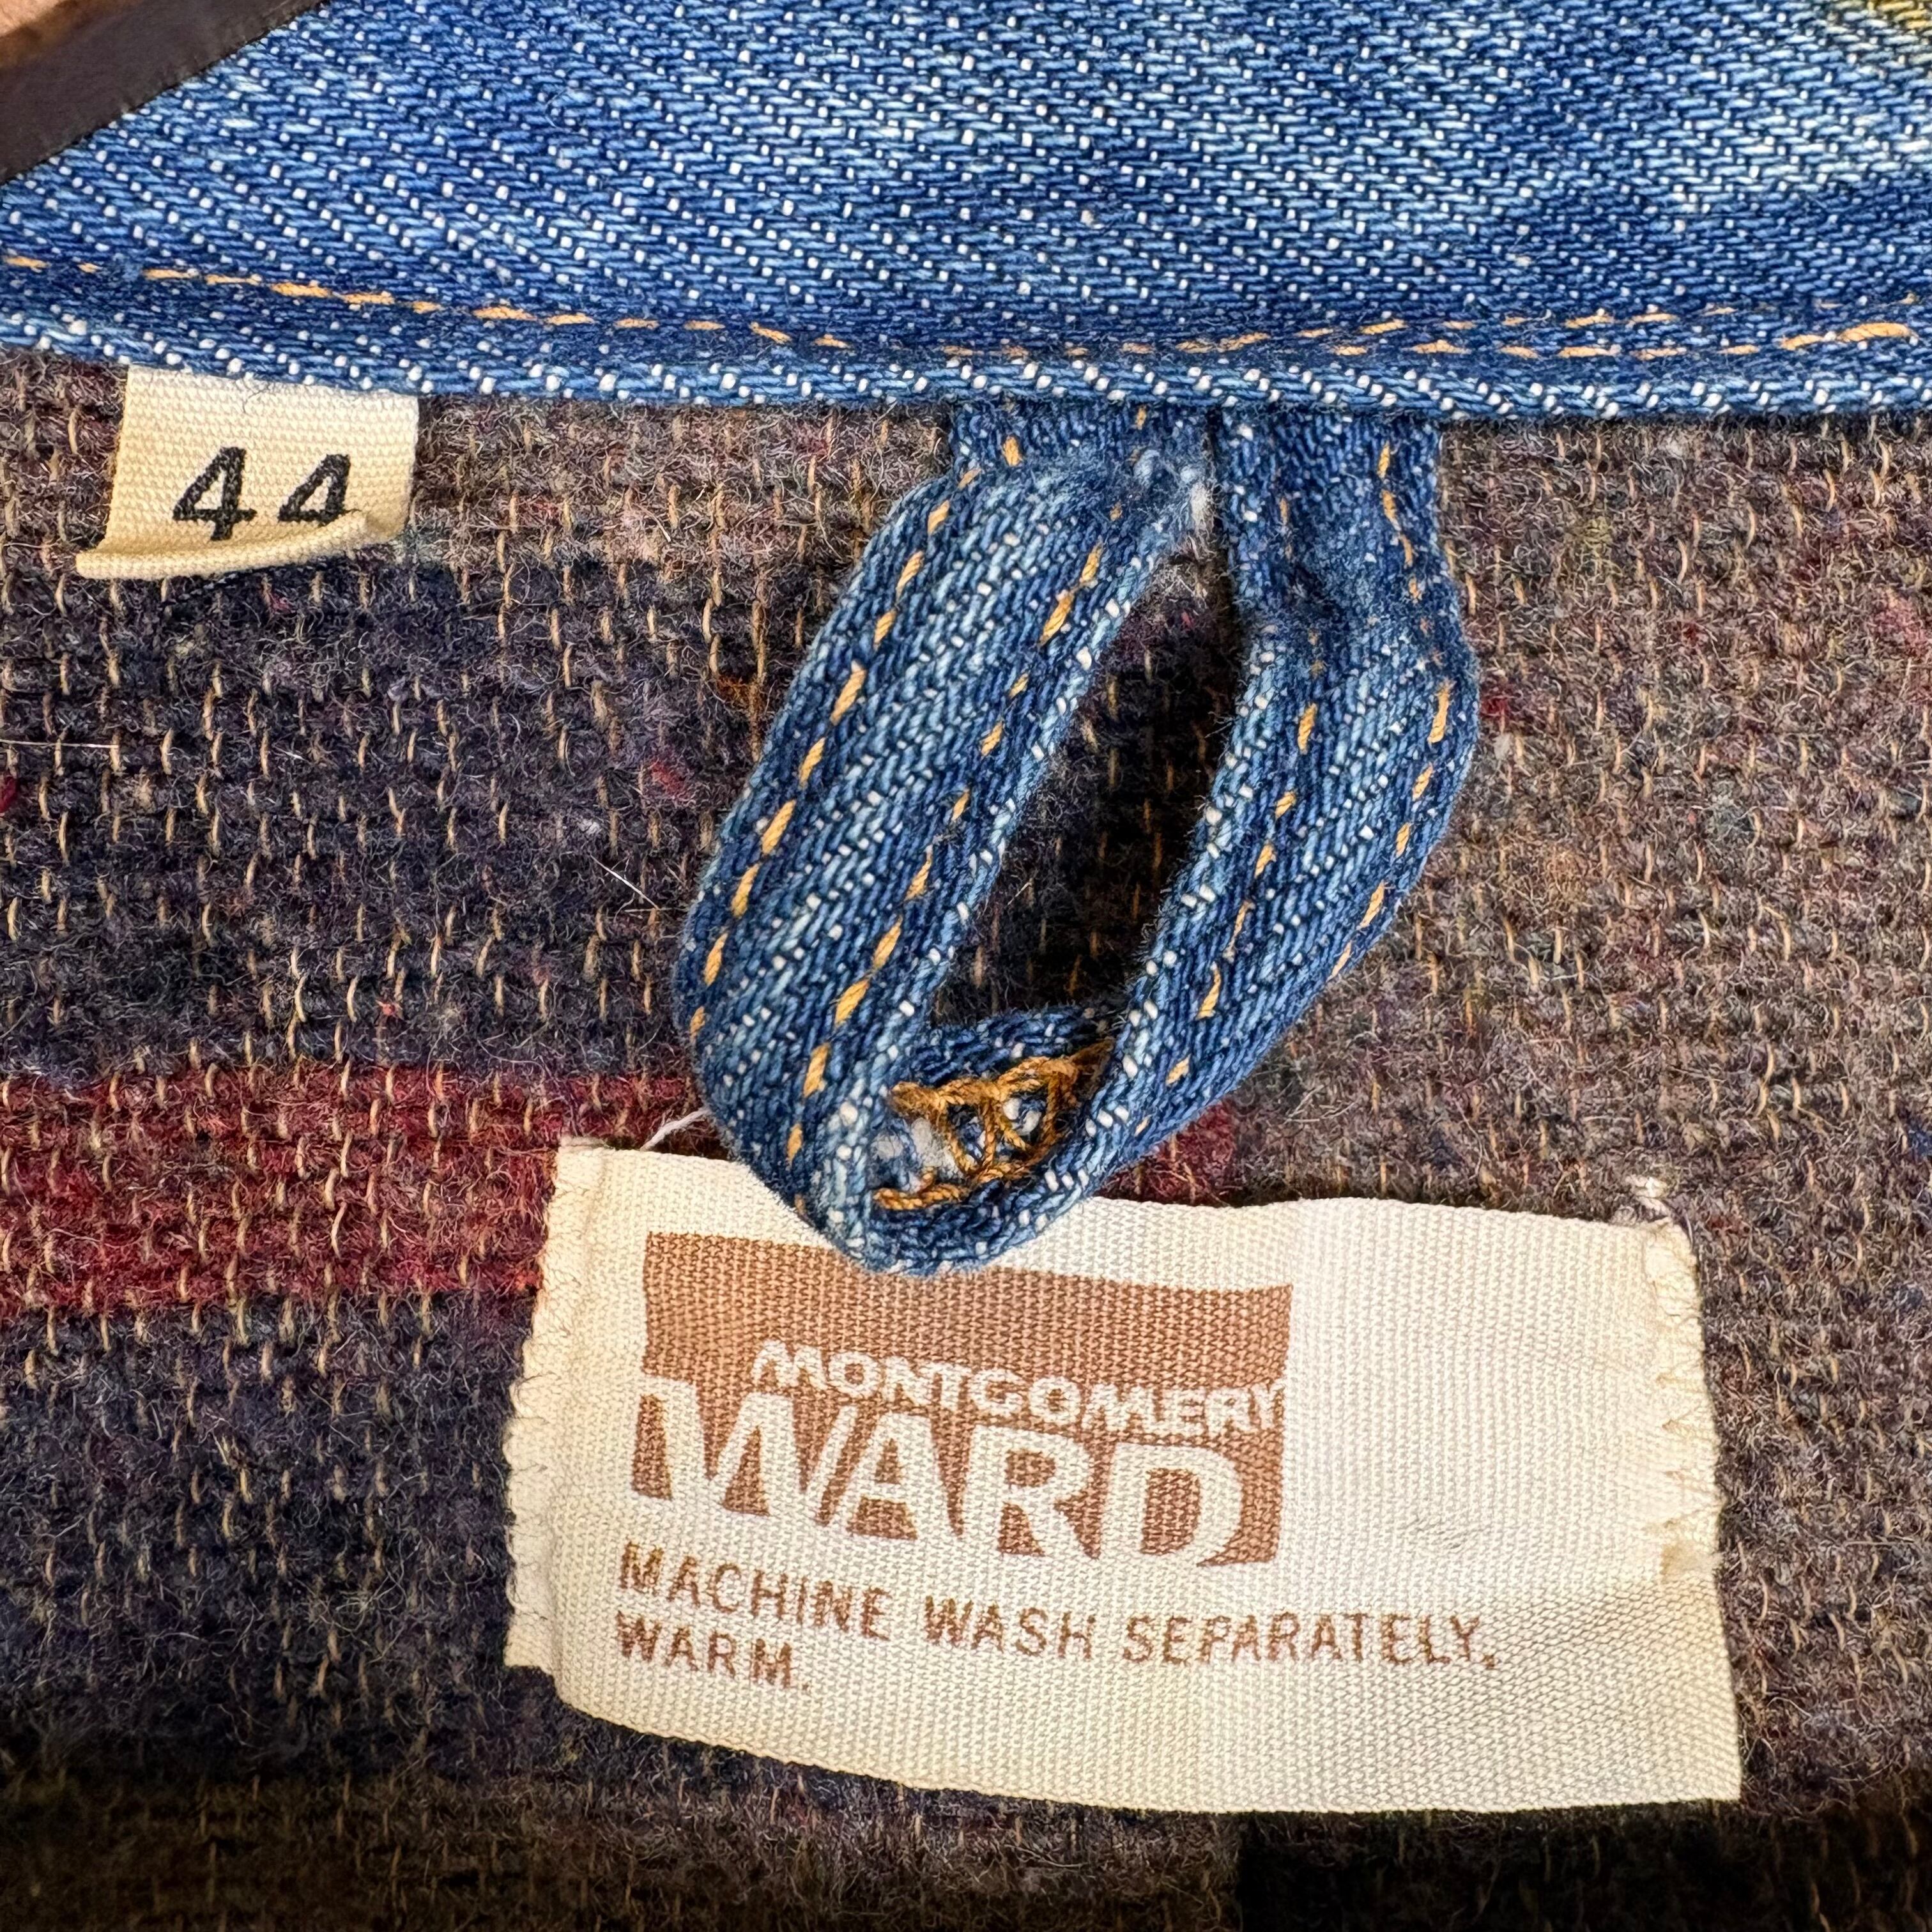 44
MONTGOMERY
WARD
MACHINE WASH SEPARATELY,
WARM.